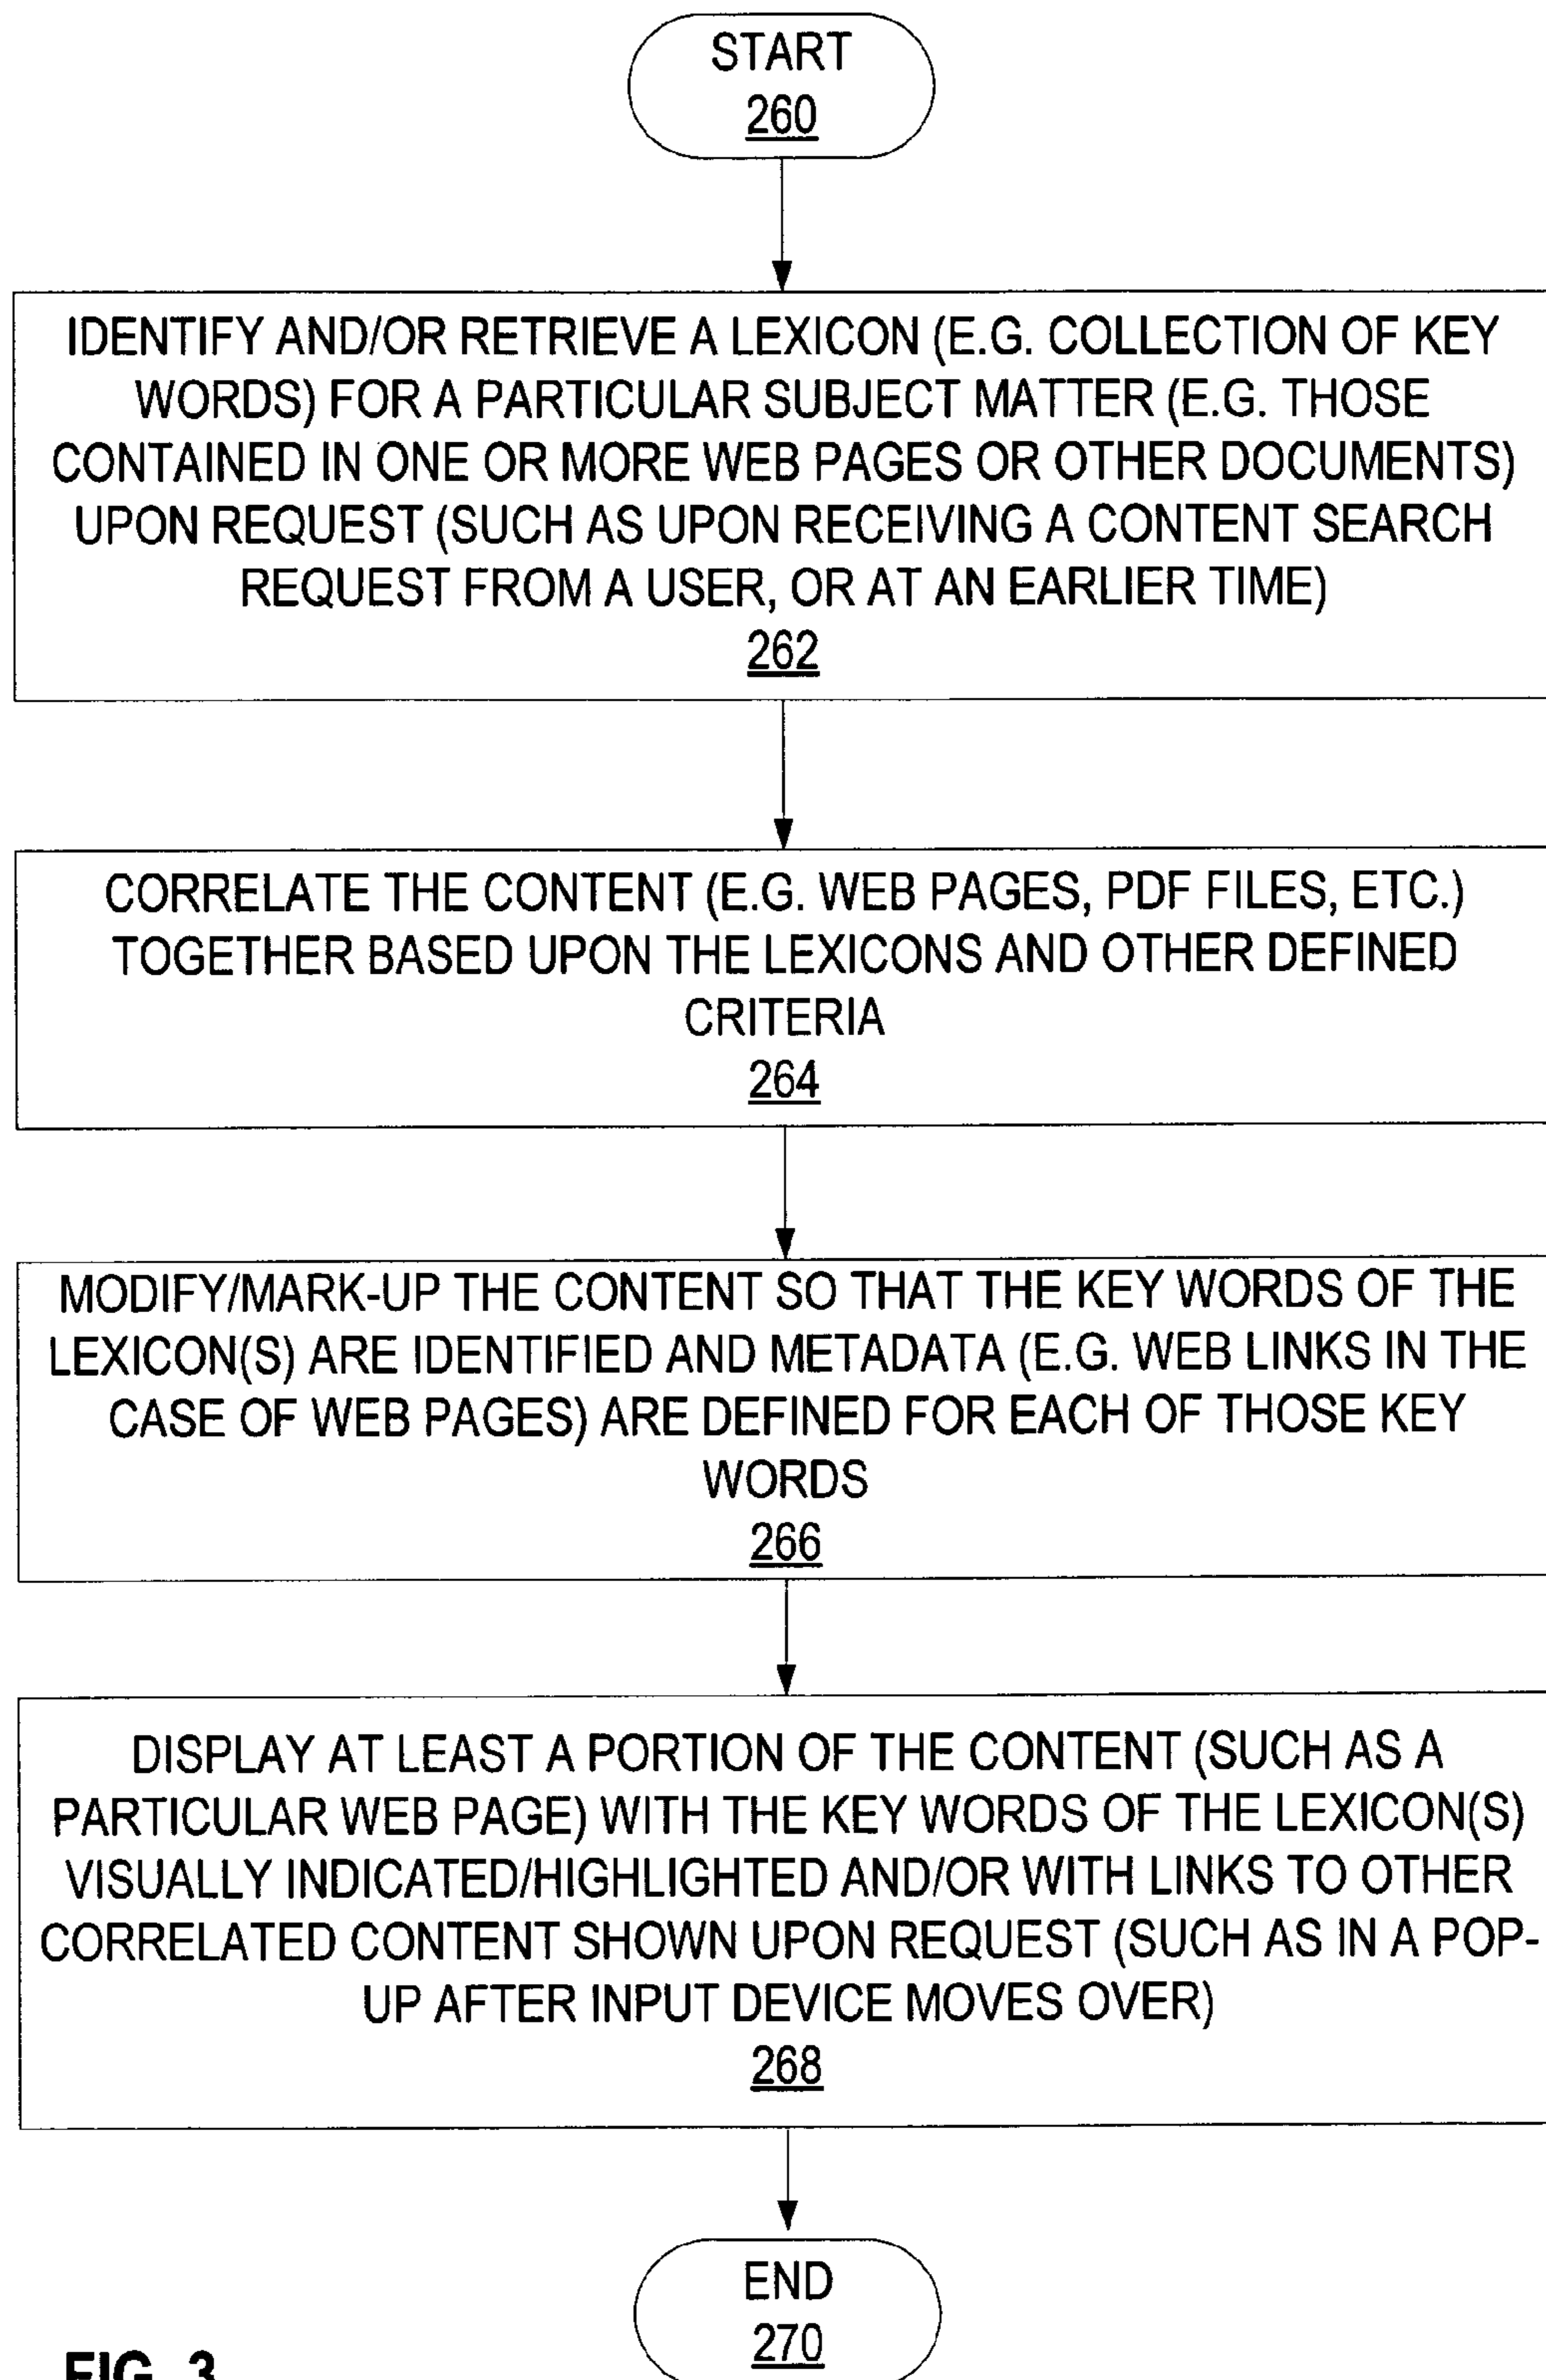 START
260
IDENTIFY AND/OR RETRIEVE A LEXICON (E.G. COLLECTION OF KEY
WORDS) FOR A PARTICULAR SUBJECT MATTER (E.G. THOSE
CONTAINED IN ONE OR MORE WEB PAGES OR OTHER DOCUMENTS)
UPON REQUEST (SUCH AS UPON RECEIVING A CONTENT SEARCH
REQUEST FROM A USER, OR AT AN EARLIER TIME)
262
CORRELATE THE CONTENT (E.G. WEB PAGES, PDF FILES, ETC.)
TOGETHER BASED UPON THE LEXICONS AND OTHER DEFINED
CRITERIA
264
MODIFY/MARK-UP THE CONTENT SO THAT THE KEY WORDS OF THE
LEXICON(S) ARE IDENTIFIED AND METADATA (E.G. WEB LINKS IN THE
CASE OF WEB PAGES) ARE DEFINED FOR EACH OF THOSE KEY
WORDS
266
DISPLAY AT LEAST A PORTION OF THE CONTENT (SUCH AS A
PARTICULAR WEB PAGE) WITH THE KEY WORDS OF THE LEXICON(S)
VISUALLY INDICATED/HIGHLIGHTED AND/OR WITH LINKS TO OTHER
CORRELATED CONTENT SHOWN UPON REQUEST (SUCH AS IN A POP-
UP AFTER INPUT DEVICE MOVES OVER)
268
END
270
FIG. 3